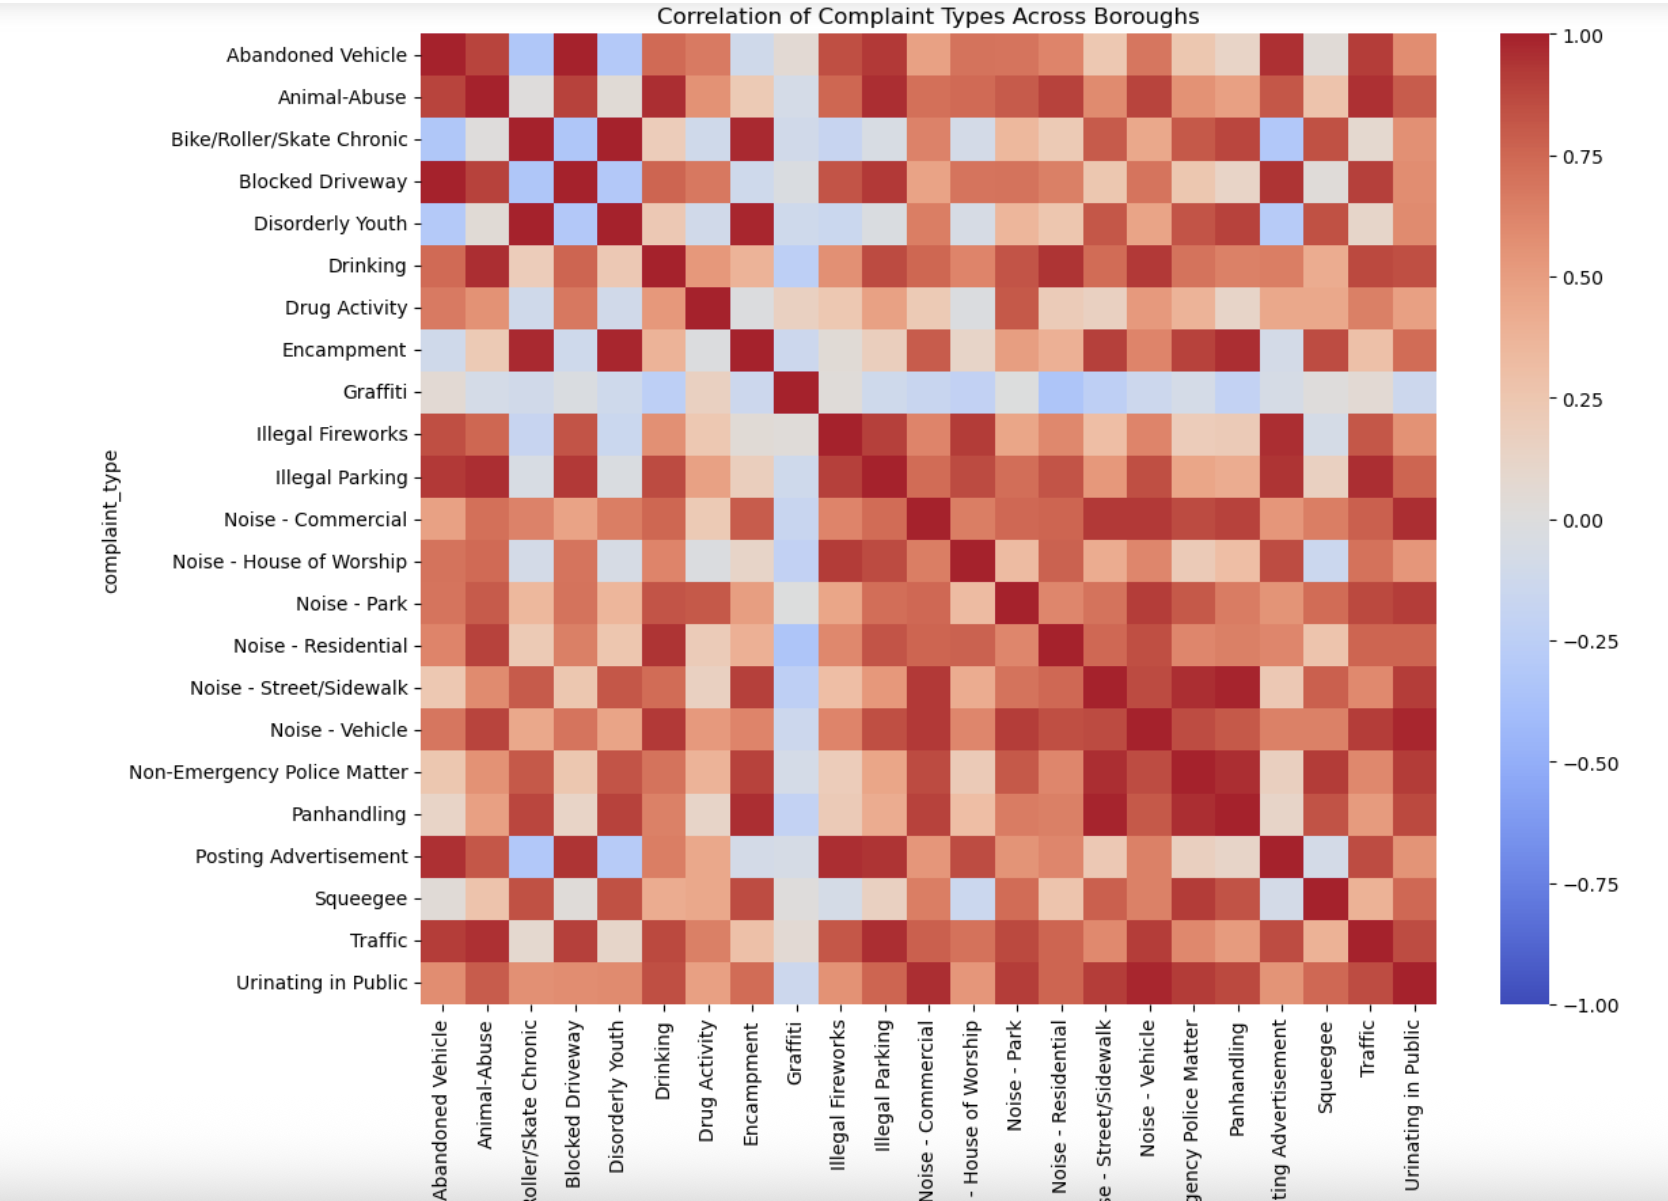 Correlation of Complaint Types Across Boroughs
complaint_type
Abandoned Vehicle
Animal-Abuse
Bike/Roller/Skate Chronic
Blocked Driveway
Disorderly Youth
Drinking
Drug Activity
Encampment
Graffiti
Illegal Fireworks
Illegal Parking
Noise - Commercial
Noise - House of Worship
Noise - Park
Noise - Residential
Noise - Street/Sidewalk
Noise - Vehicle
Non-Emergency Police Matter
Panhandling
Posting Advertisement
Squeegee
Traffic
Urinating in Public
Abandoned Vehicle
Animal-Abuse
Roller/Skate Chronic
Blocked Driveway
Disorderly Youth
Drinking
Drug Activity
Encampment
Graffiti
Illegal Fireworks
Illegal Parking
Noise - Commercial
- House of Worship
Noise - Park
Noise - Residential
se - Street/Sidewalk
Noise - Vehicle
gency Police Matter
Panhandling
ting Advertisement
Squeegee
Traffic
Urinating in Public
1.00
0.75
0.50
0.25
0.00
−0.25
−0.50
−0.75
−1.00